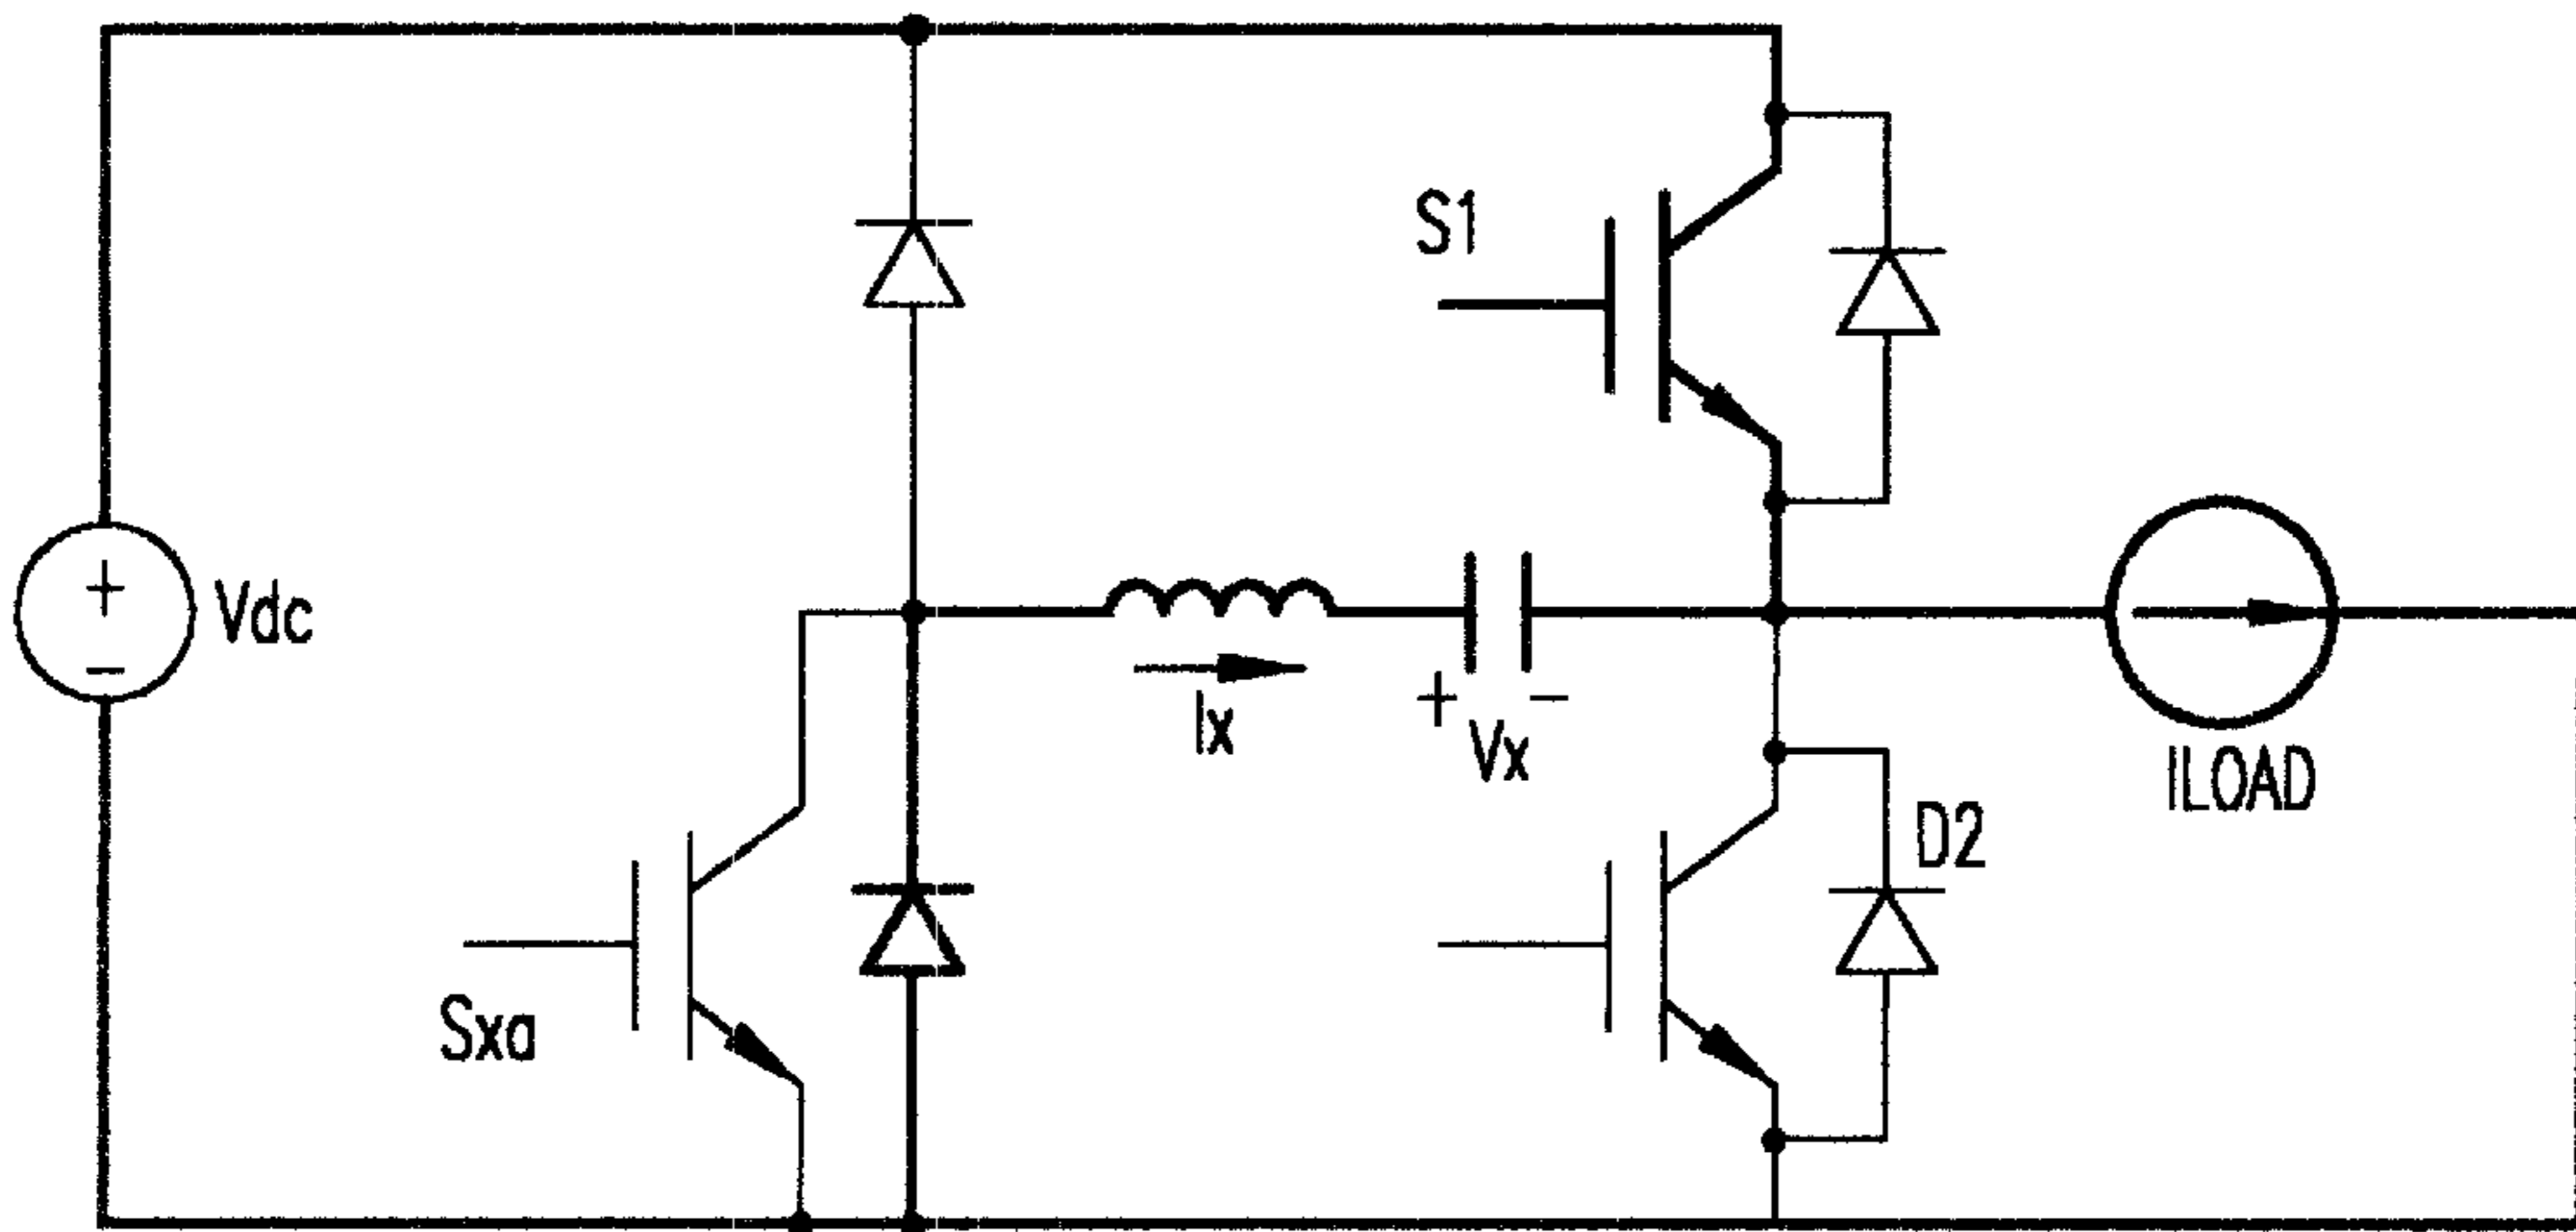 S1
+
Vdc
-
Ix
+ -
Vx
ILOAD
D2
Sxa